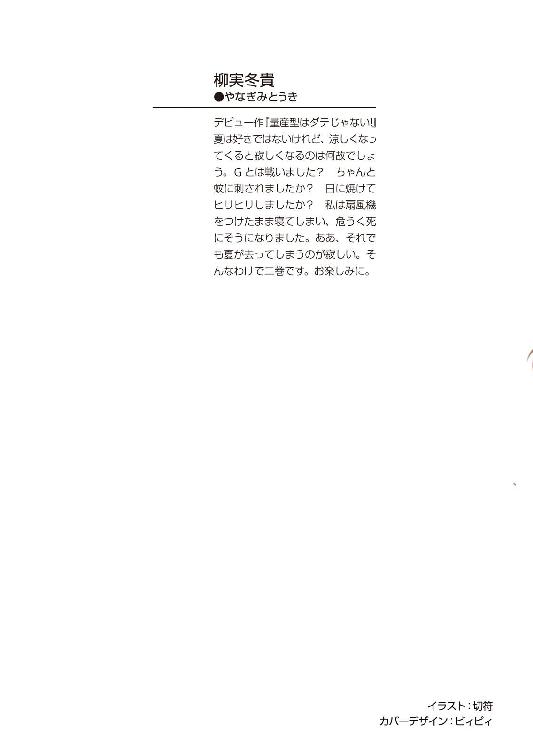 柳実冬貴
●やなぎみとうき
デビュー作『量産型はダテじゃない!』
夏は好きではないけれど、涼しくなっ
てくると寂しくなるのは何故でしょ
う。Gとは戦いました？　ちゃんと
蚊に刺されましたか？　日に焼けて
ヒリヒリしましたか？　私は扇風機
をつけたまま寝てしまい、危うく死
にそうになりました。ああ、それで
も夏が去ってしまうのが寂しい。そ
んなわけで二巻です。お楽しみに。
イラスト：切符
カバーデザイン：ビィピィ